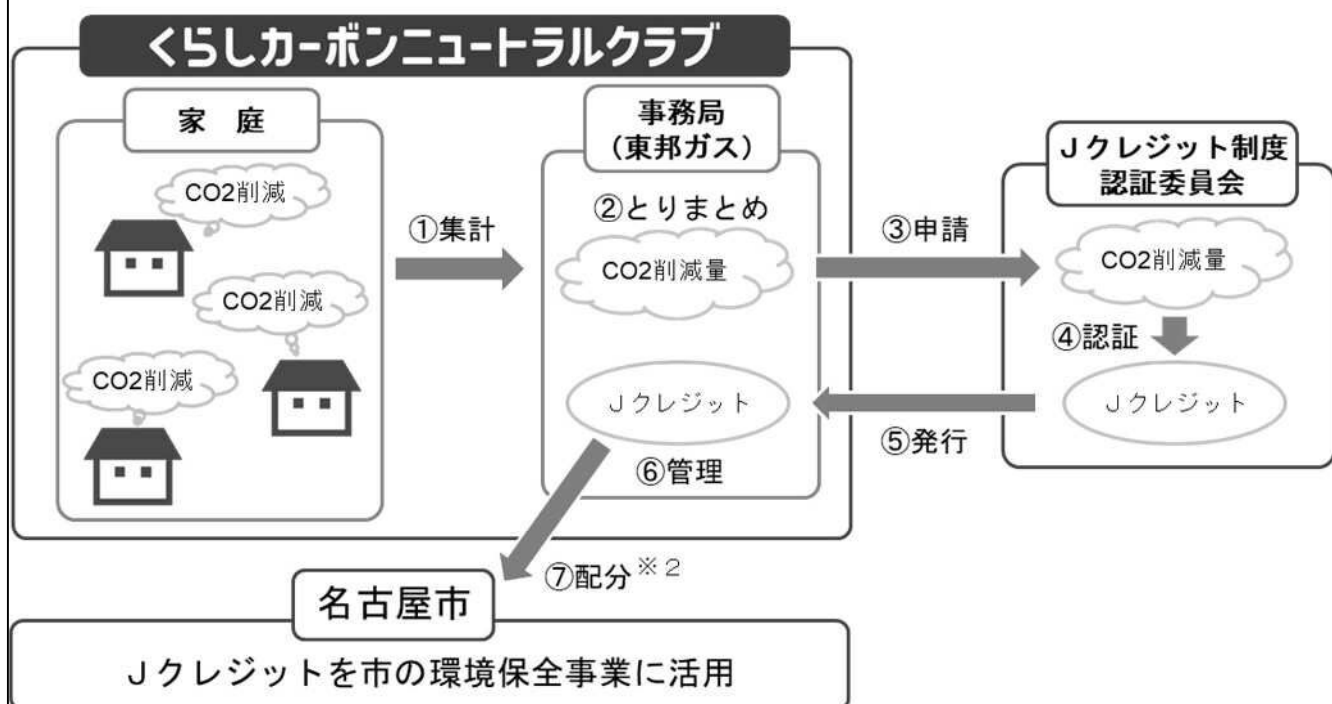 くらしカーボンニュートラルクラブ
家 庭
CO2削減
CO2削減
CO2削減
①集計
事務局
(東邦ガス)
②とりまとめ
CO2削減量
Jクレジット
⑥管理
③申請
Jクレジット制度
認証委員会
CO2削減量
④認証
Jクレジット
⑤発行
⑦配分※2
名古屋市
Jクレジットを市の環境保全事業に活用